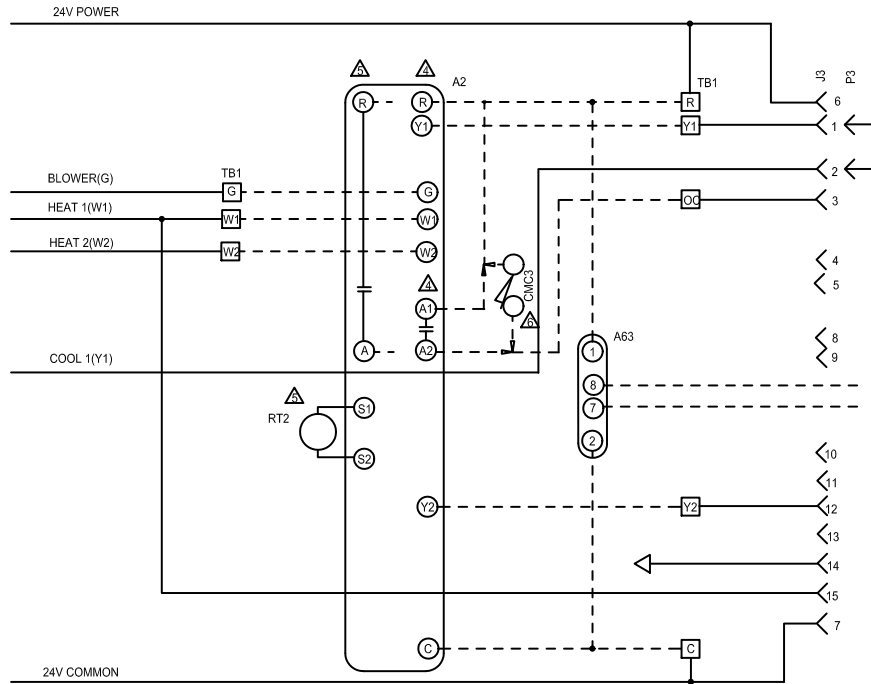 24V POWER
5
4
A2
TB1
J3
P3
R
R
R
6
Y1
Y1
1
BLOWER(G)
TB1
2
G
G
OC
3
HEAT 1(W1)
W1
W1
HEAT 2(W2)
W2
W2
4
CMC3
4
5
A1
6
A63
8
COOL 1(Y1)
A
A2
1
9
5
8
RT2
S1
7
2
10
S2
11
Y2
Y2
12
13
14
15
7
C
C
24V COMMON